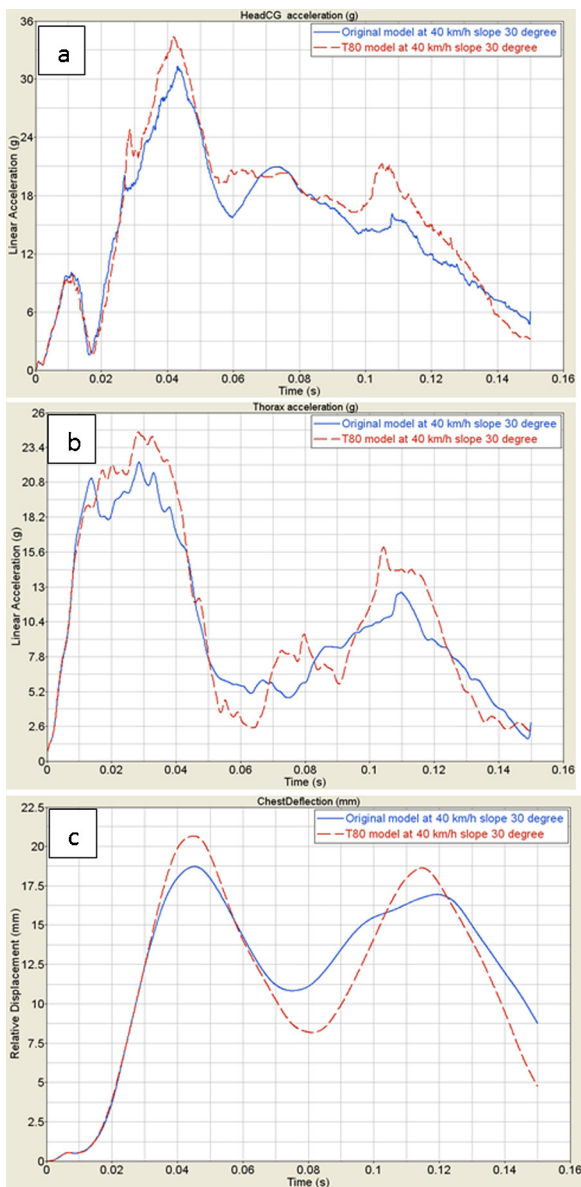 HeadCG acceleration (g)
a
Original model at 40 km/h slope 30 degree
T80 model at 40 km/h slope 30 degree
Linear Acceleration (g)
36
30
24
18
12
6
0
0 0.02 0.04 0.06 0.08 0.1 0.12 0.14 0.16
Time (s)
Thorax acceleration (g)
b
Original model at 40 km/h slope 30 degree
T80 model at 40 km/h slope 30 degree
Linear Acceleration (g)
26
23.4
20.8
18.2
15.6
13
10.4
7.8
5.2
2.6
0
0 0.02 0.04 0.06 0.08 0.1 0.12 0.14 0.16
Time (s)
ChestDeflection (mm)
c
Original model at 40 km/h slope 30 degree
T80 model at 40 km/h slope 30 degree
Relative Displacement (mm)
22.5
20
17.5
15
12.5
10
7.5
5
2.5
0
0.00 0.02 0.04 0.06 0.08 0.1 0.12 0.14 0.16
Time (s)